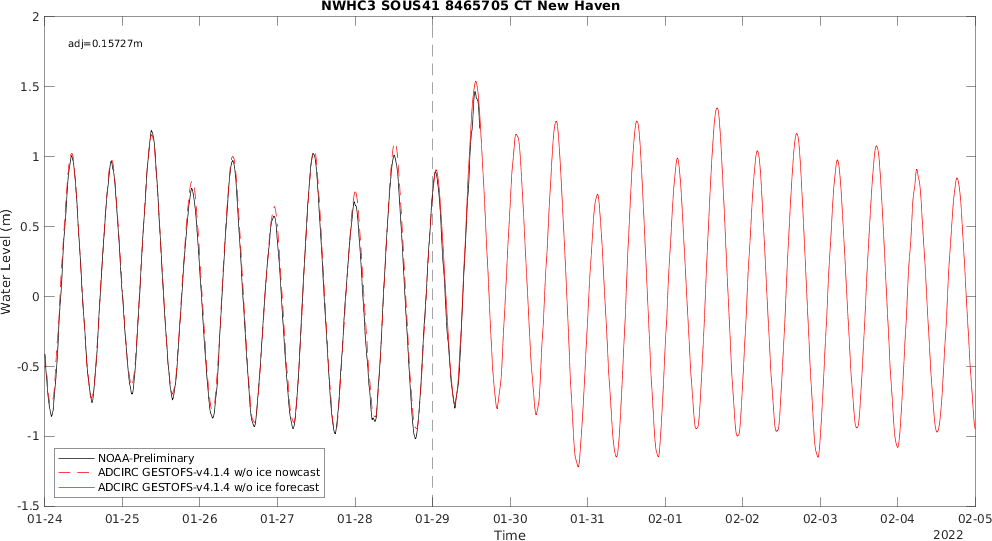 NWHC3 SOUS41 8465705 CT New Haven
adj=0.15727m
2
1.5
1
0.5
0
-0.5
-1
-1.5
Water Level (m)
NOAA-Preliminary
ADCIRC GESTOFS-v4.1.4 w/o ice nowcast
ADCIRC GESTOFS-v4.1.4 w/o ice forecast
01-24 01-25 01-26 01-27 01-28 01-29 01-30 01-31 02-01 02-02 02-03 02-04 02-05
Time
2022